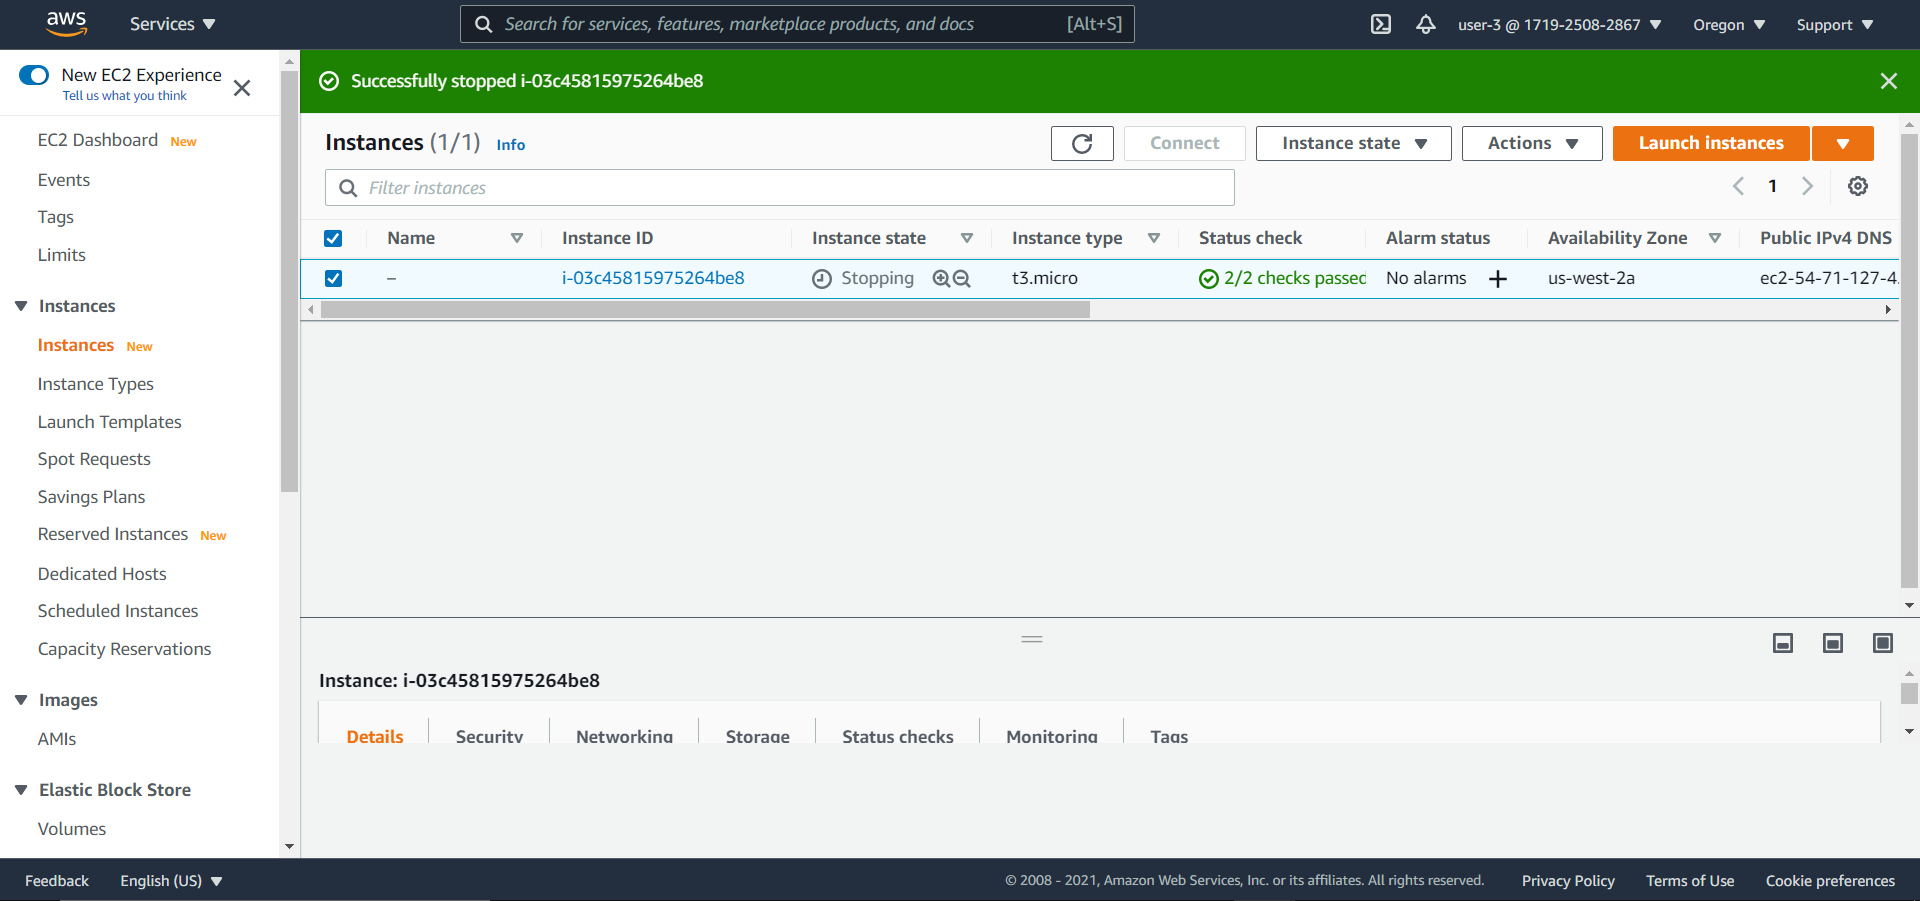 aws
Services
Search for services, features, marketplace products, and docs [Alt+S]
user-3 @ 1719-2508-2867
Oregon
Support
New EC2 Experience
Tell us what you think
EC2 Dashboard New
Events
Tags
Limits
Instances
Instances New
Instance Types
Launch Templates
Spot Requests
Savings Plans
Reserved Instances New
Dedicated Hosts
Scheduled Instances
Capacity Reservations
Images
AMIs
Elastic Block Store
Volumes
Successfully stopped i-03c45815975264be8
Instances (1/1) Info
Connect
Instance state
Actions
Launch instances
Filter instances
1
Name Instance ID Instance state Instance type Status check Alarm status Availability Zone Public IPv4 DNS
– i-03c45815975264be8 Stopping t3.micro 2/2 checks passed No alarms + us-west-2a ec2-54-71-127-4
Instance: i-03c45815975264be8
Details Security Networking Storage Status checks Monitoring Tags
Feedback English (US) © 2008 - 2021, Amazon Web Services, Inc. or its affiliates. All rights reserved. Privacy Policy Terms of Use Cookie preferences